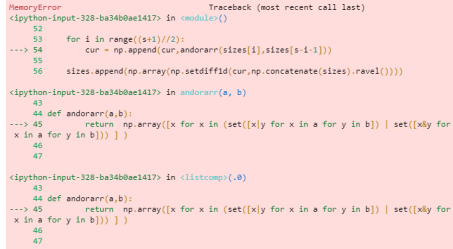 MemoryError                               Traceback (most recent call last)
<ipython-input-328-ba34b0ae1417> in <module>()
     52
     53     for i in range((s+1)//2):
---> 54         cur = np.append(cur,andorarr(sizes[i],sizes[s-i-1]))
     55
     56     sizes.append(np.array(np.setdiff1d(cur,np.concatenate(sizes).ravel())))
<ipython-input-328-ba34b0ae1417> in andorarr(a, b)
     43
     44 def andorarr(a,b):
---> 45         return  np.array([x for x in (set([x|y for x in a for y in b]) | set([x&y for
 x in a for y in b])) ] )
     46
     47
<ipython-input-328-ba34b0ae1417> in <listcomp>(.0)
     43
     44 def andorarr(a,b):
---> 45         return  np.array([x for x in (set([x|y for x in a for y in b]) | set([x&y for
 x in a for y in b])) ] )
     46
     47